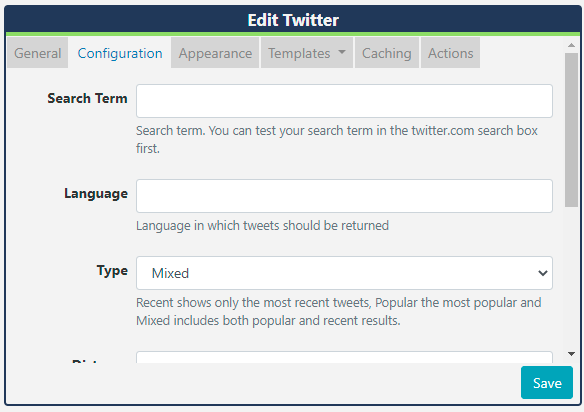 Edit Twitter
General Configuration Appearance Templates Caching Actions
Search Term
Search term. You can test your search term in the twitter.com search box
first.
Language
Language in which tweets should be returned
Type Mixed
Recent shows only the most recent tweets, Popular the most popular and
Mixed includes both popular and recent results.
Save